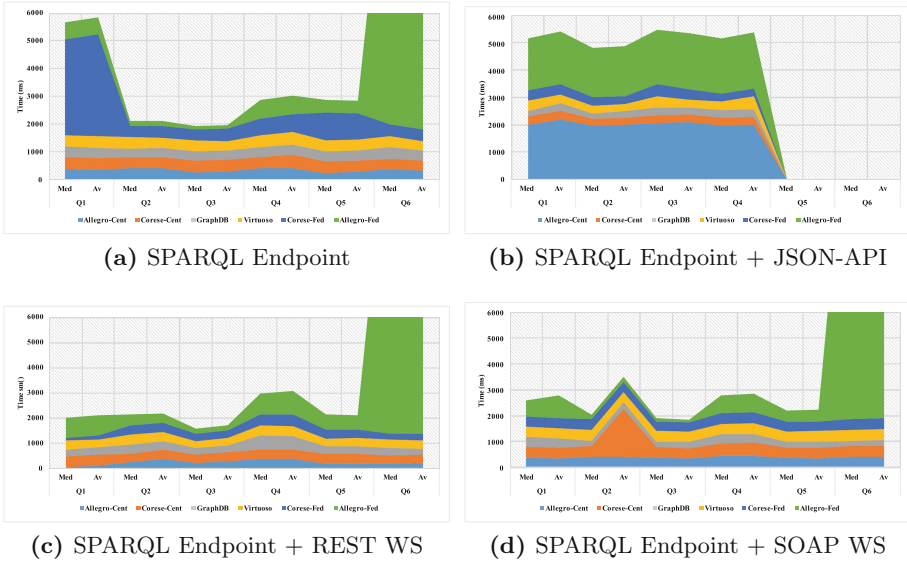 6000
5000
4000
3000
2000
1000
0
Time (ms)
Med Av Med Av Med Av Med Av Med Av Med Av
Q1 Q2 Q3 Q4 Q5 Q6
Allegro-Cent Corese-Cent GraphDB Virtuoso Corese-Fed Allegro-Fed
(a) SPARQL Endpoint
6000
5000
4000
3000
2000
1000
0
Times (ms)
Med Av Med Av Med Av Med Av Med Av Med Av
Q1 Q2 Q3 Q4 Q5 Q6
Allegro-Cent Corese-Cent GraphDB Virtuoso Corese-Fed Allegro-Fed
(b) SPARQL Endpoint + JSON-API
6000
5000
4000
3000
2000
1000
0
Time sm()
Med Av Med Av Med Av Med Av Med Av Med Av
Q1 Q2 Q3 Q4 Q5 Q6
Allegro-Cent Corese-Cent GraphDB Virtuoso Corese-Fed Allegro-Fed
(c) SPARQL Endpoint + REST WS
6000
5000
4000
3000
2000
1000
0
Time (ms)
Med Av Med Av Med Av Med Av Med Av Med Av
Q1 Q2 Q3 Q4 Q5 Q6
Allegro-Cent Corese-Cent GraphDB Virtuoso Corese-Fed Allegro-Fed
(d) SPARQL Endpoint + SOAP WS